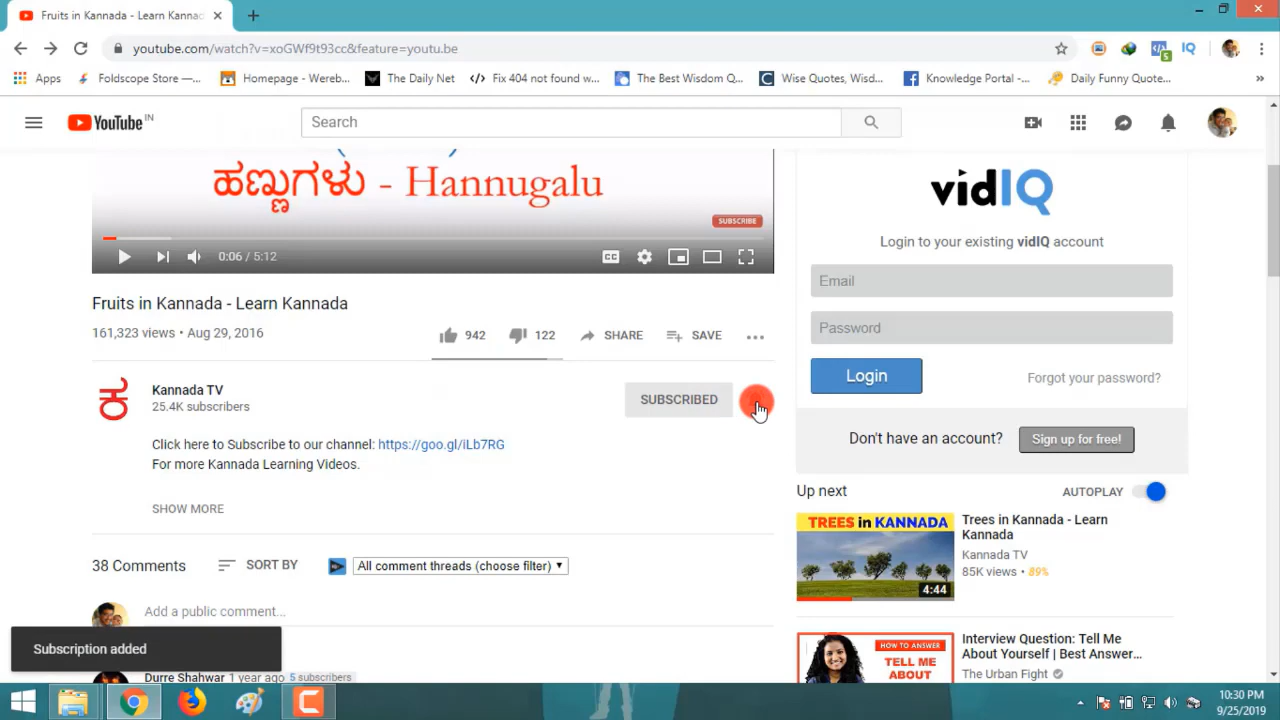 Fruits in Kannada - Learn Kannad
youtube.com/watch?v=xoGWf9t93cc&feature=youtu.be
Apps
Foldscope Store —...
Homepage - Wereb...
The Daily Net
Fix 404 not found w...
The Best Wisdom Q...
Wise Quotes, Wisd...
Knowledge Portal -...
Daily Funny Quote...
YouTube IN
Search
ಹಣ್ಣುಗಳು - Hannugalu
SUBSCRIBE
0:06 / 5:12
CC
Fruits in Kannada - Learn Kannada
161,323 views • Aug 29, 2016
942
122
SHARE
SAVE
ಕ
Kannada TV
25.4K subscribers
SUBSCRIBED
Click here to Subscribe to our channel: https://goo.gl/iLb7RG
For more Kannada Learning Videos.
SHOW MORE
38 Comments
SORT BY
All comment threads (choose filter)
Add a public comment...
Subscription added
Durre Shahwar 1 year ago 5 subscribers
vidIQ
Login to your existing vidIQ account
Email
Password
Login
Forgot your password?
Don't have an account?
Sign up for free!
Up next
AUTOPLAY
TREES in KANNADA
4:44
Trees in Kannada - Learn
Kannada
Kannada TV
85K views • 89%
HOW TO ANSWER
TELL ME
ABOUT
Interview Question: Tell Me
About Yourself | Best Answer...
The Urban Fight
10:30 PM
9/25/2019